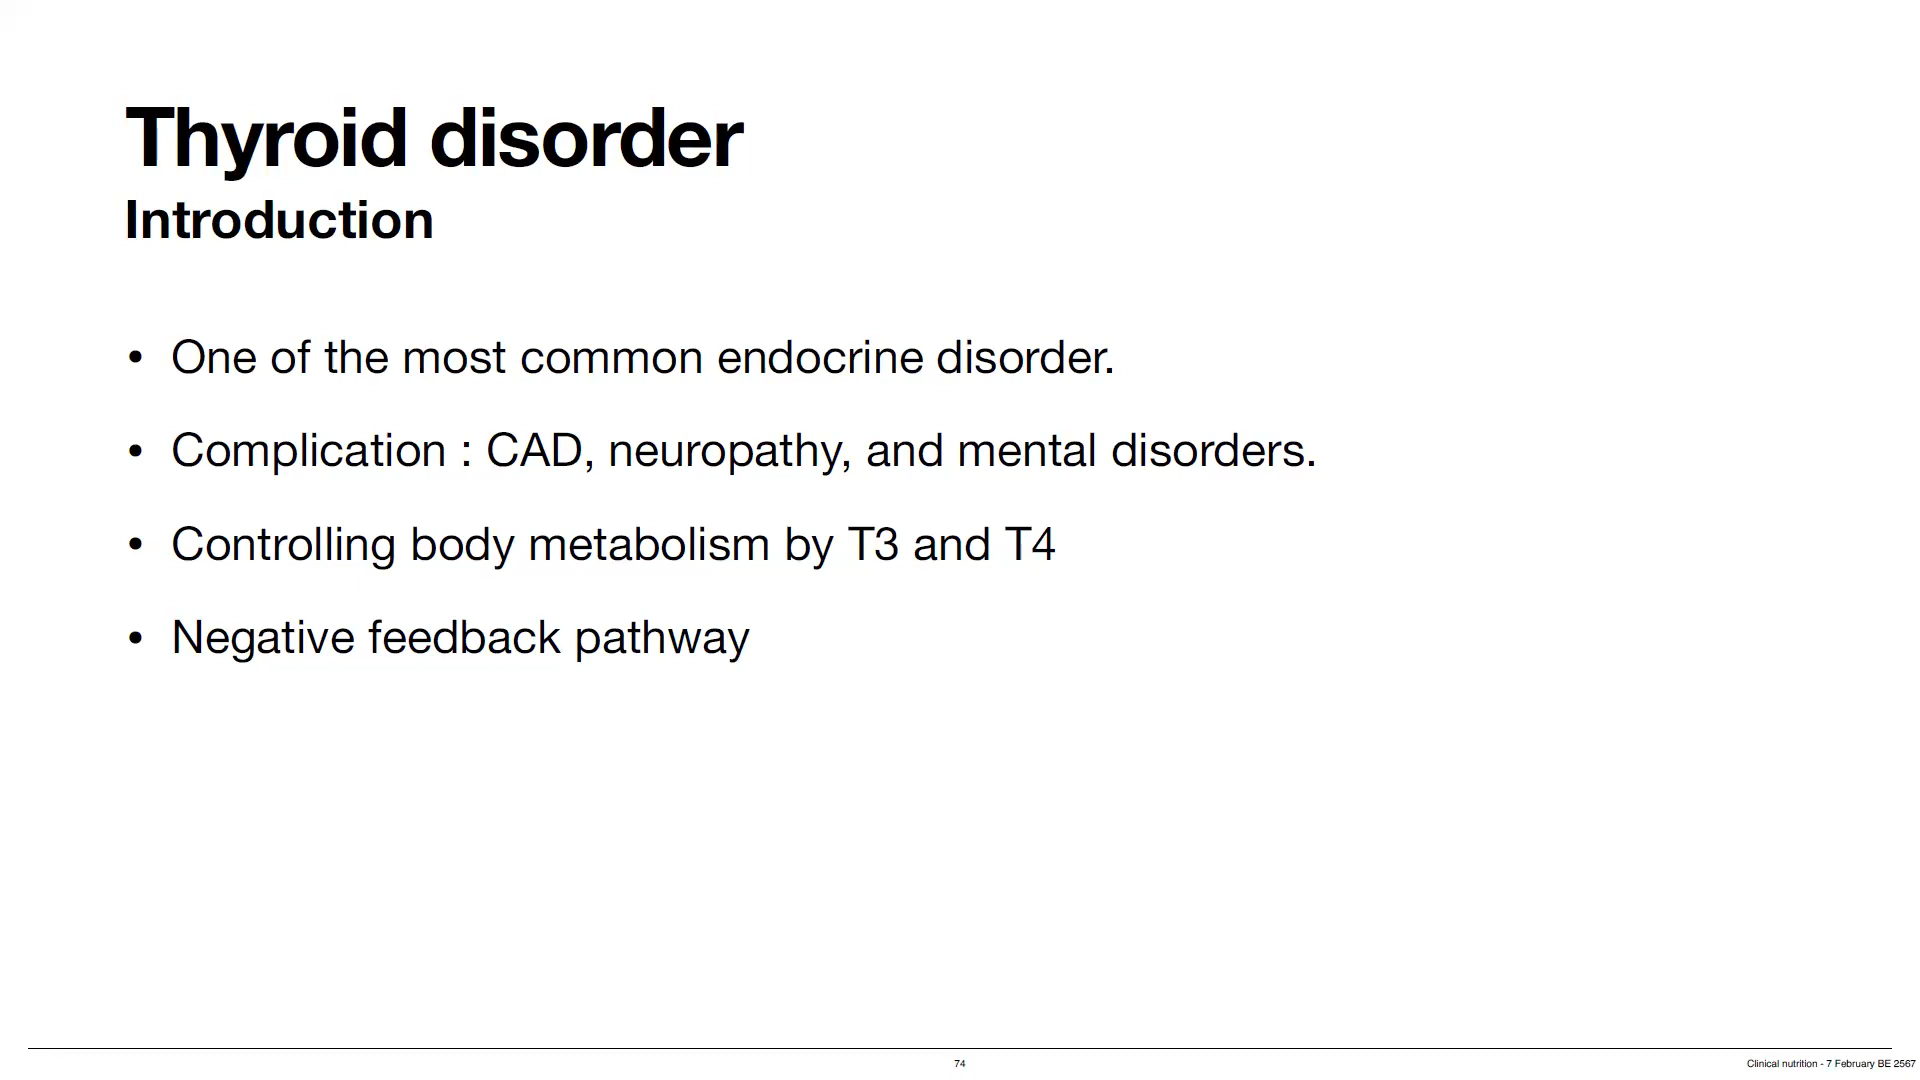 Thyroid disorder
Introduction
• One of the most common endocrine disorder.
• Complication : CAD, neuropathy, and mental disorders.
• Controlling body metabolism by T3 and T4
• Negative feedback pathway
74
Clinical nutrition - 7 February BE 2567